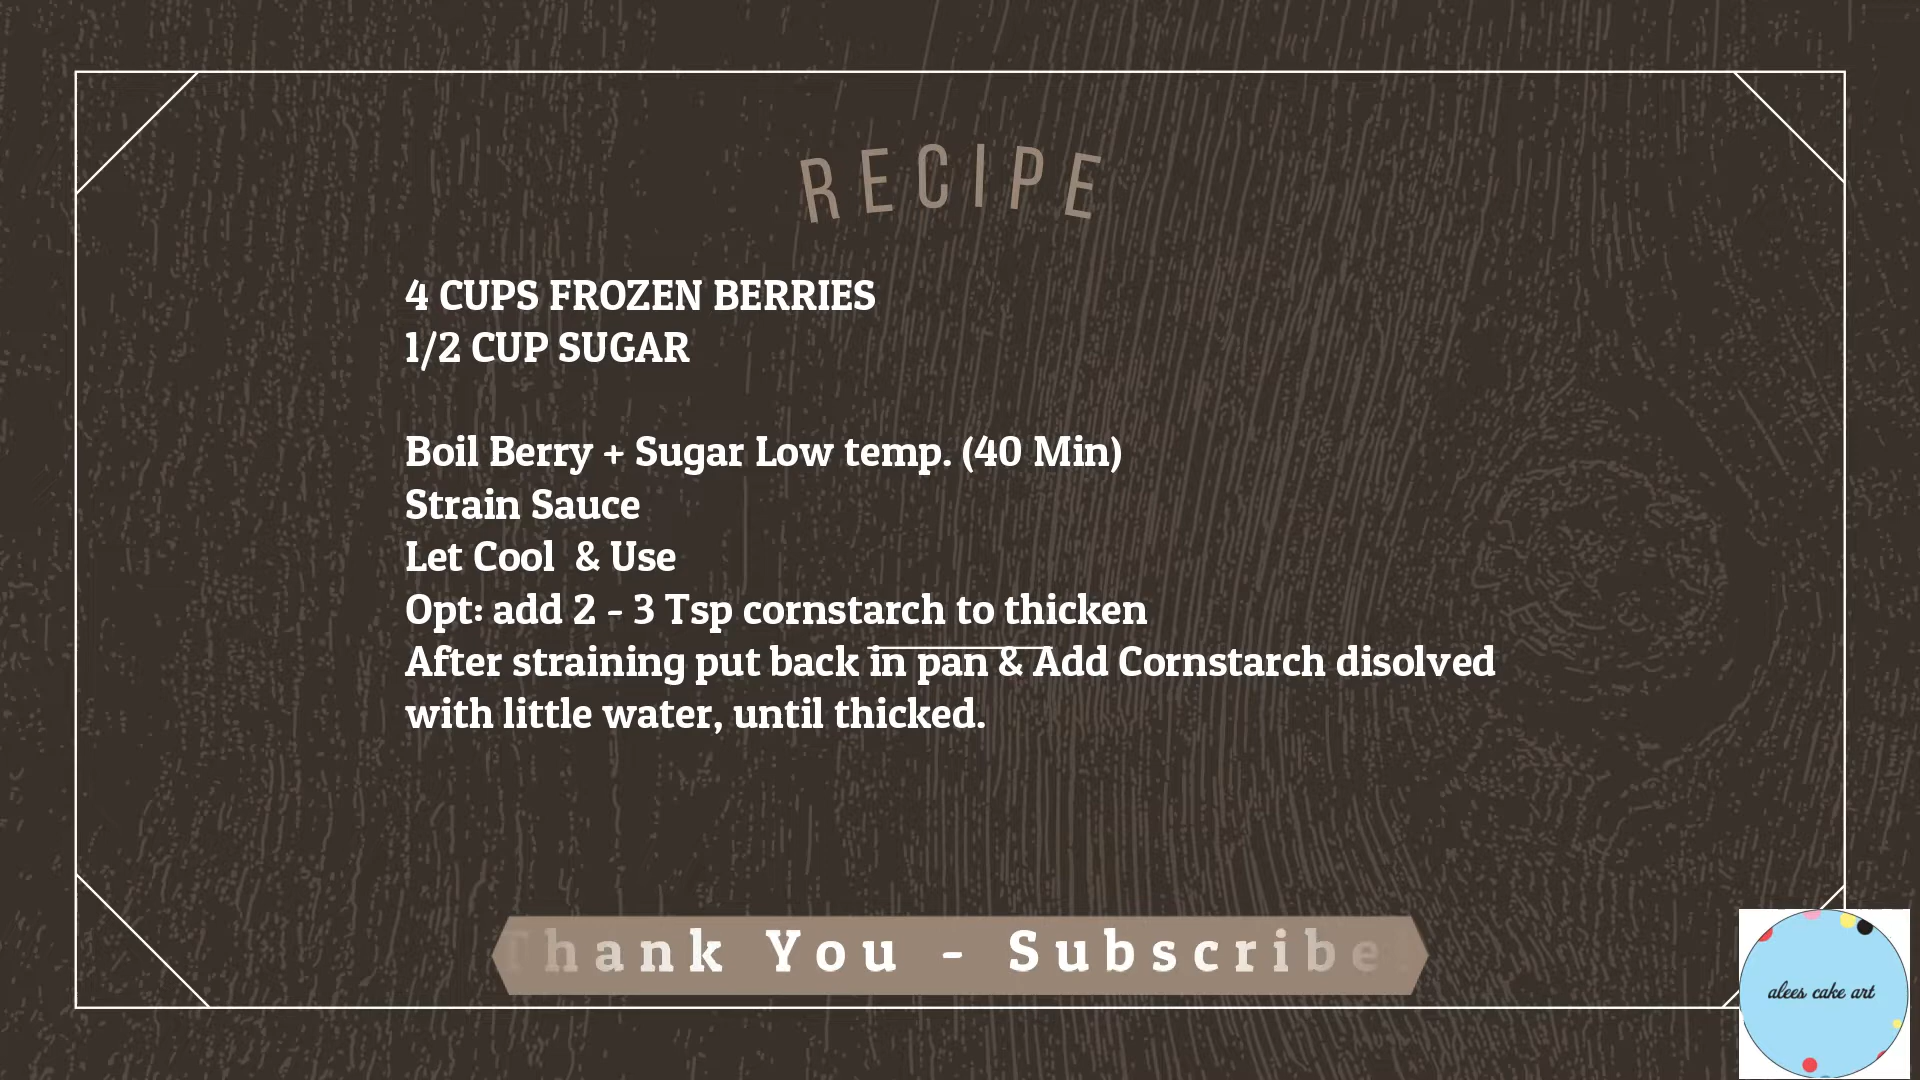 RECIPE
4 CUPS FROZEN BERRIES
1/2 CUP SUGAR
Boil Berry + Sugar Low temp. (40 Min)
Strain Sauce
Let Cool & Use
Opt: add 2 - 3 Tsp cornstarch to thicken
After straining put back in pan & Add Cornstarch disolved
with little water, until thicked.
Thank You - Subscribe
alees cake art